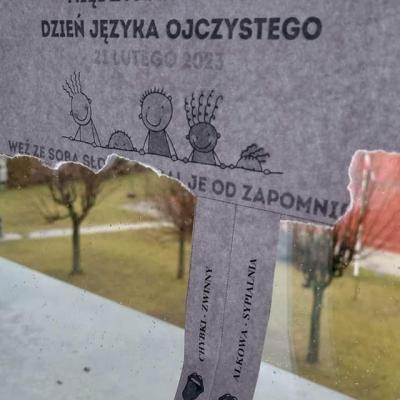 DZIEŃ JĘZYKA OJCZYSTEGO
21 LUTEGO 2023
WEŹ ZE SOBĄ
JE OD ZAPOMNI
CHYBKI - ZWINNY
ALKOWA - SYPIALNIA